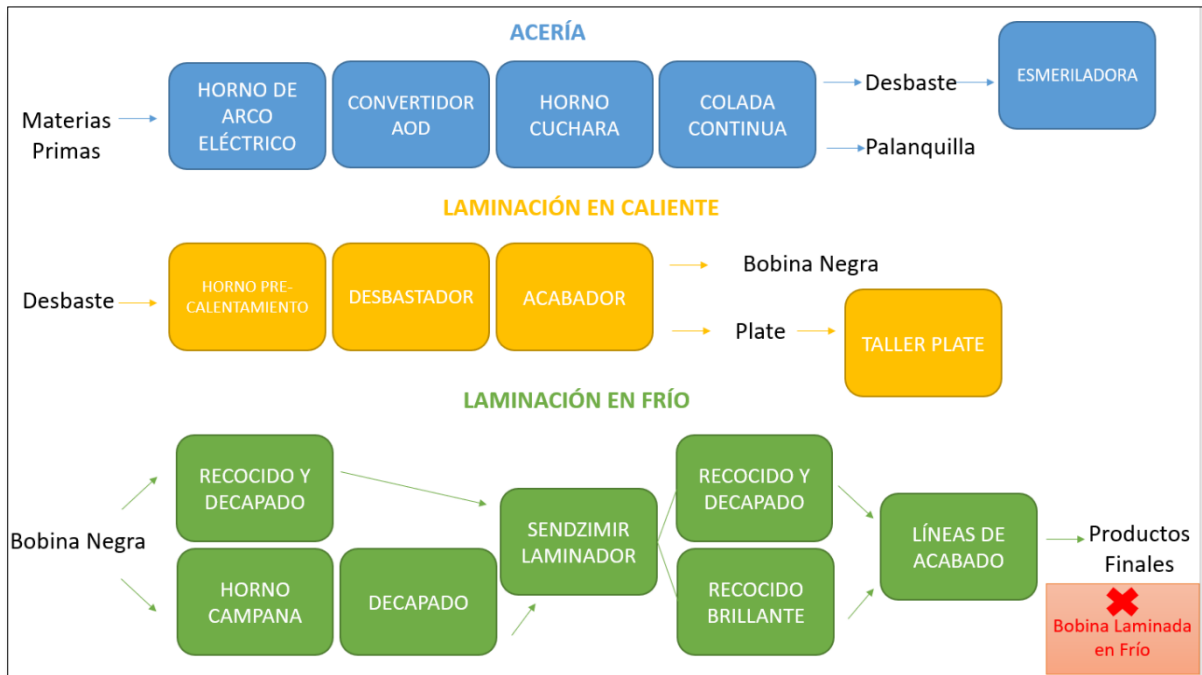 ACERÍA
Materias
Primas
HORNO DE
ARCO
ELÉCTRICO
CONVERTIDOR
AOD
HORNO
CUCHARA
COLADA
CONTINUA
Desbaste
Palanquilla
ESMERILADORA
LAMINACIÓN EN CALIENTE
Desbaste
HORNO PRE-
CALENTAMIENTO
DESBASTADOR
ACABADOR
Bobina Negra
Plate
TALLER PLATE
LAMINACIÓN EN FRÍO
Bobina Negra
RECOCIDO Y
DECAPADO
HORNO
CAMPANA
DECAPADO
SENDZIMIR
LAMINADOR
RECOCIDO Y
DECAPADO
RECOCIDO
BRILLANTE
LÍNEAS DE
ACABADO
Productos
Finales
Bobina Laminada
en Frío